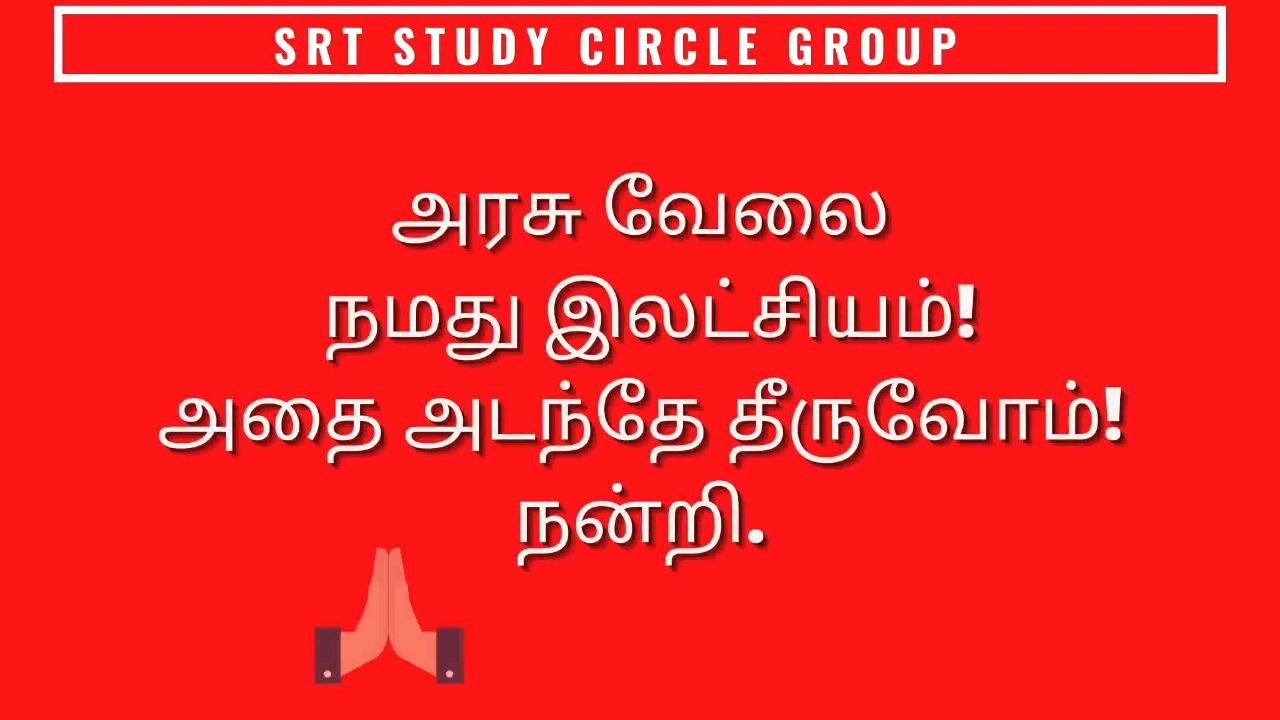 SRT STUDY CIRCLE GROUP
அரசு வேலை
நமது இலட்சியம்!
அதை அடந்தே தீருவோம்!
நன்றி.